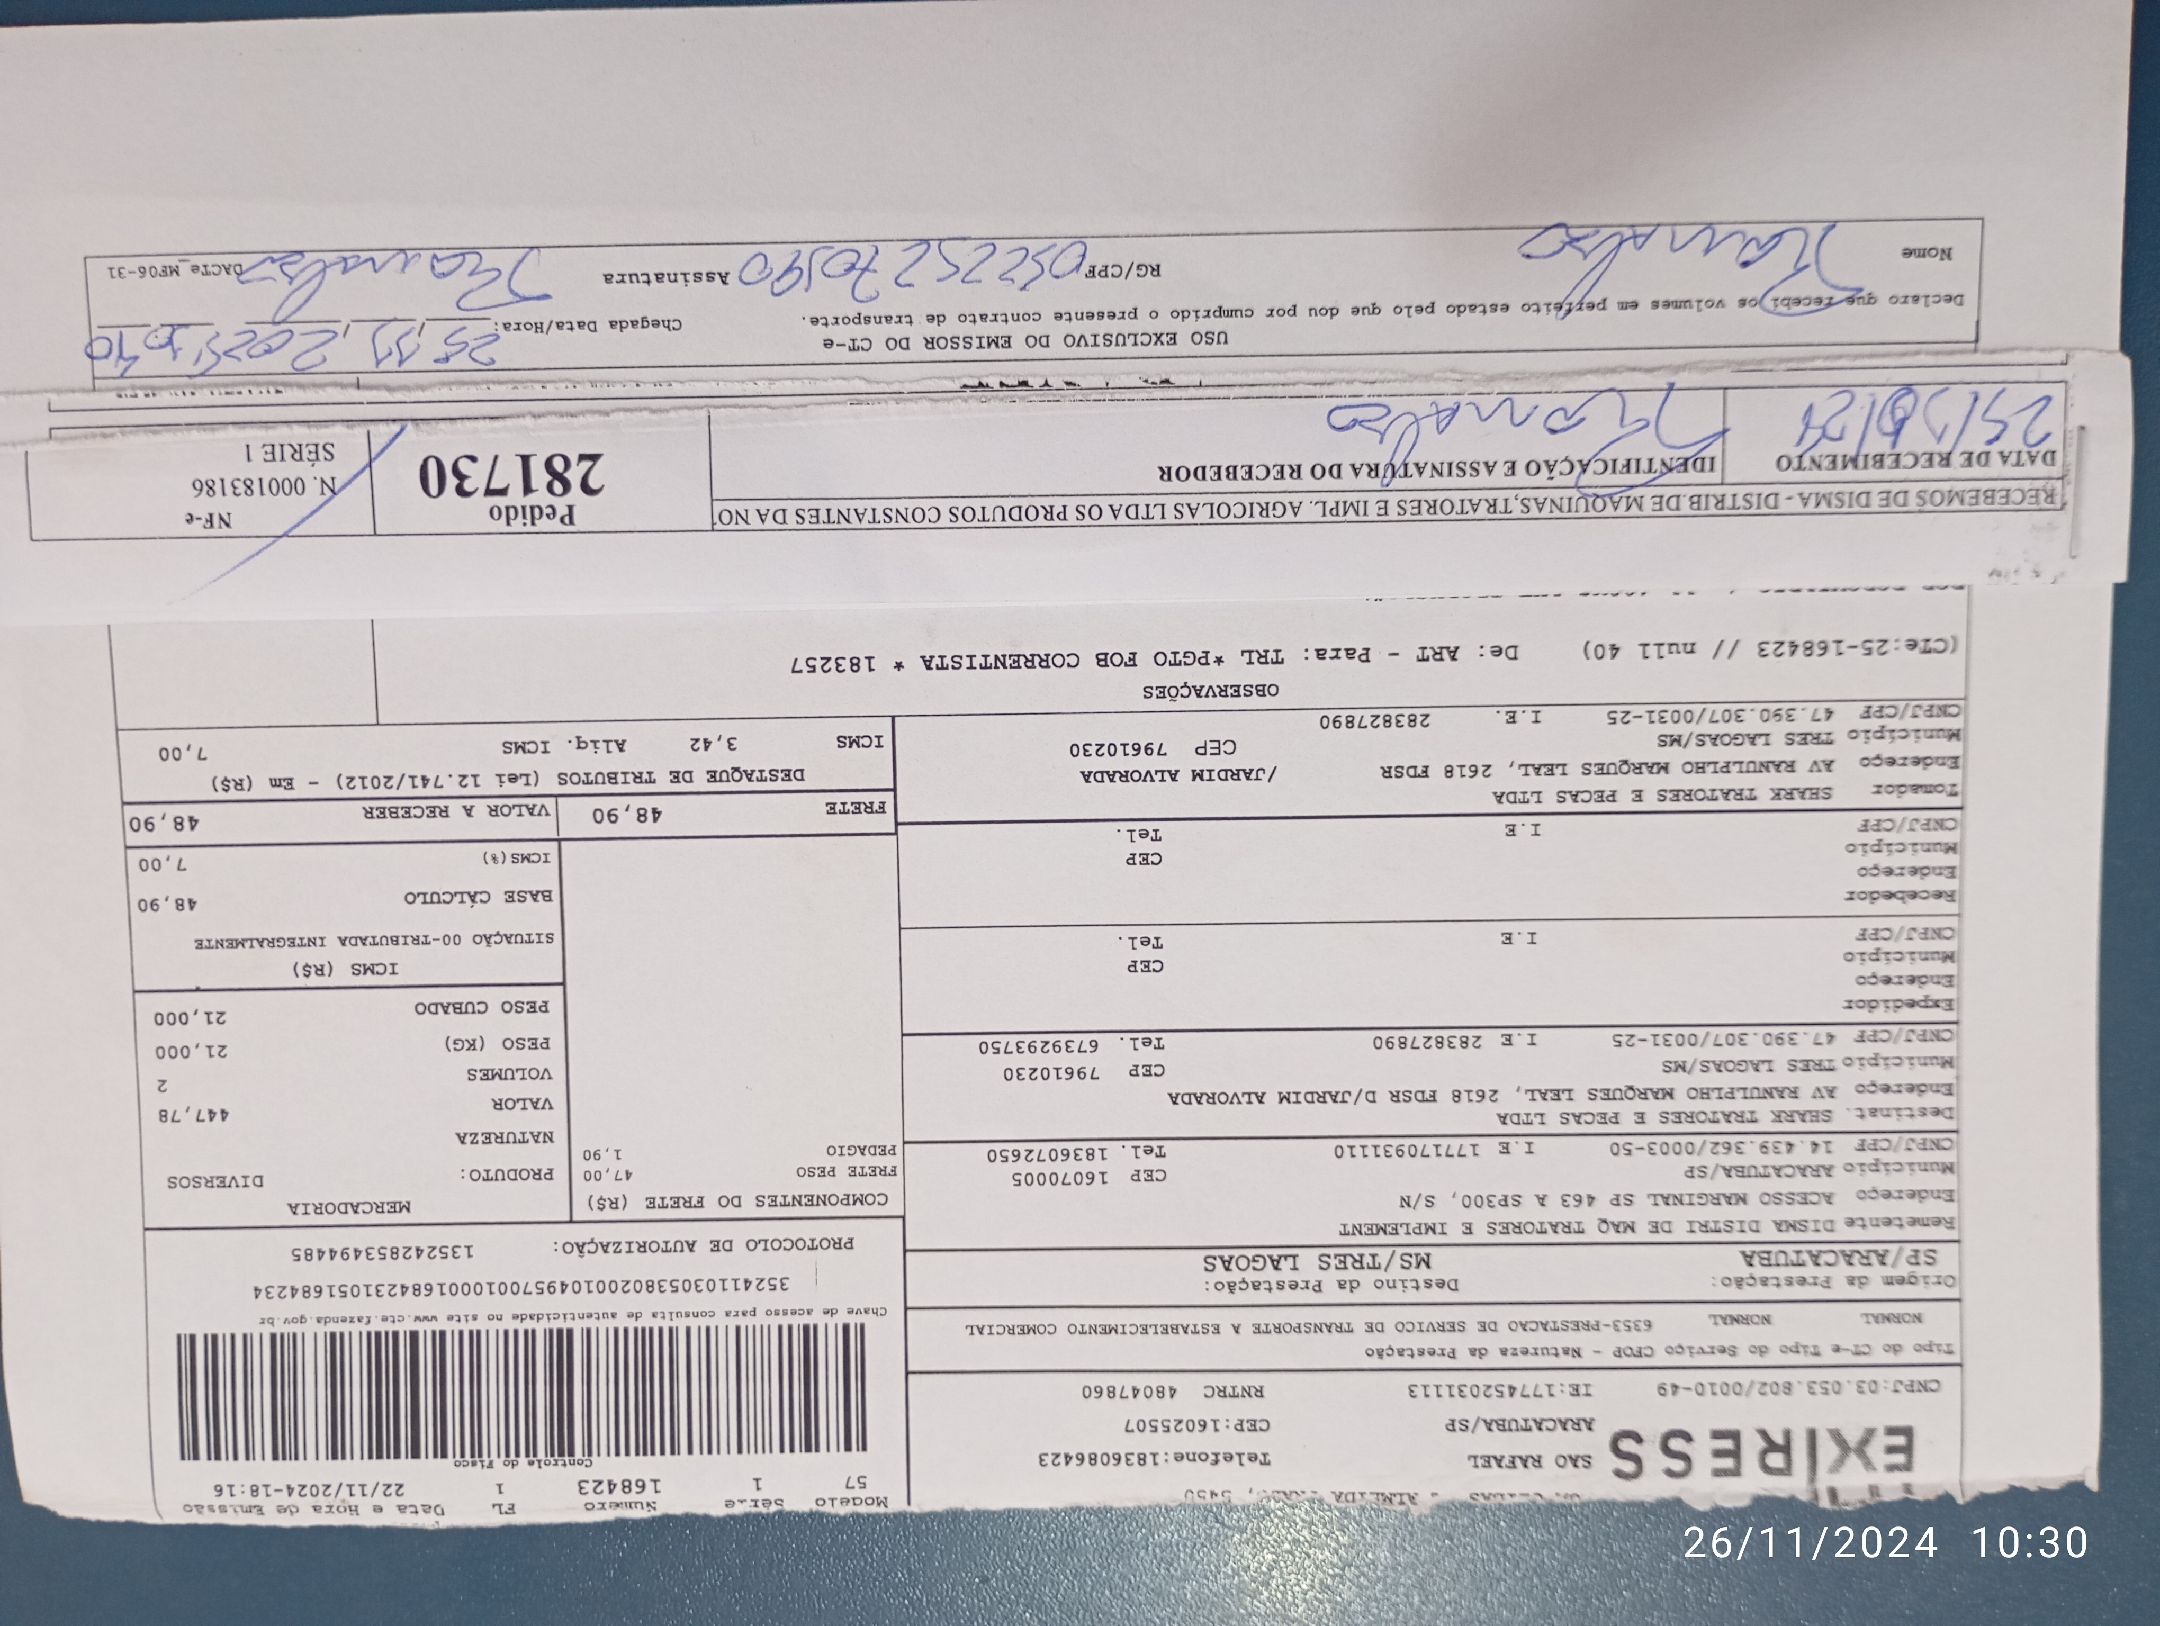 Modelo Série Número FL Data e Hora de Emissão
57 1 168423 1 22/11/2024-18:16
Controle do Fisco
EXPRESS
SAO RAFAEL Telefone:1836086423
ARACATUBA/SP CEP:16025507
CNPJ:03.053.802/0010-49 IE:177452031113 RNTRC 48047860
Chave de acesso para consulta de autenticidade no site www.cte.fazenda.gov.br
35241103053802001049570010001684231051684234
PROTOCOLO DE AUTORIZAÇÃO: 135242853494485
Tipo do CT-e Tipo do Serviço CFOP - Natureza da Prestação
NORMAL NORMAL 6353-PRESTACAO DE SERVICO DE TRANSPORTE A ESTABELECIMENTO COMERCIAL
Origem da Prestação: Destino da Prestação:
SP/ARACATUBA MS/TRES LAGOAS
Remetente DISMA DISTRI DE MAQ TRATORES E IMPLEMENT
Endereço ACESSO MARGINAL SP 463 A SP300, S/N
Município ARACATUBA/SP CEP 16070005
CNPJ/CPF 14.439.362/0003-50 I.E 177170931110 Tel. 1836072650
Destinat. SHARK TRATORES E PECAS LTDA
Endereço AV RANULPLHO MARQUES LEAL, 2618 FDSR D/JARDIM ALVORADA
Município TRES LAGOAS/MS CEP 79610230
CNPJ/CPF 47.390.307/0031-25 I.E 283827890 Tel. 6739293750
Expedidor
Endereço
Município CEP
CNPJ/CPF I.E Tel.
Recebedor
Endereço
Município CEP
CNPJ/CPF I.E Tel.
Tomador SHARK TRATORES E PECAS LTDA
Endereço AV RANULPLHO MARQUES LEAL, 2618 FDSR /JARDIM ALVORADA
Município TRES LAGOAS/MS CEP 79610230
CNPJ/CPF 47.390.307/0031-25 I.E. 283827890
COMPONENTES DO FRETE (R$)
FRETE PESO 47,00
PEDAGIO 1,90
MERCADORIA
PRODUTO: DIVERSOS
NATUREZA
VALOR 447,78
VOLUMES 2
PESO (KG) 21,000
PESO CUBADO 21,000
ICMS (R$)
SITUAÇÃO 00-TRIBUTADA INTEGRALMENTE
BASE CÁLCULO 48,90
ICMS(%) 7,00
FRETE 48,90 VALOR A RECEBER 48,90
DESTAQUE DE TRIBUTOS (Lei 12.741/2012) - Em (R$)
ICMS 3,42 Aliq. ICMS 7,00
OBSERVAÇÕES
(CTe:25-168423 // null 40) De: ART - Para: TRL *PGTO FOB CORRENTISTA * 183257
RECEBEMOS DE DISMA - DISTRIB.DE MAQUINAS,TRATORES E IMPL. AGRICOLAS LTDA OS PRODUTOS CONSTANTES DA NO
DATA DE RECEBIMENTO IDENTIFICAÇÃO E ASSINATURA DO RECEBEDOR
Pedido
281730
NF-e
N. 000183186
SÉRIE 1
USO EXCLUSIVO DO EMISSOR DO CT-e
Declaro que recebi os volumes em perfeito estado pelo que dou por cumprido o presente contrato de transporte.
Chegada Data/Hora:
Nome RG/CPF Assinatura DACTe_MF06-31
26/11/2024 10:30